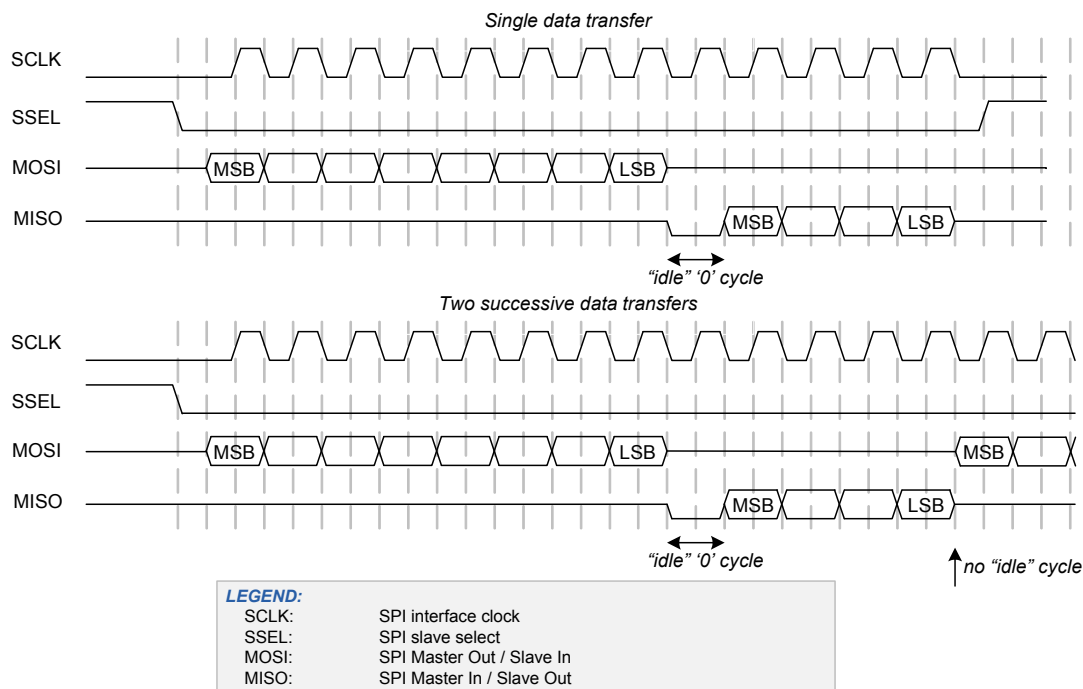 Single data transfer
SCLK
SSEL
MOSI MSB LSB
MISO MSB LSB
“idle” ‘0’ cycle
Two successive data transfers
SCLK
SSEL
MOSI MSB LSB MSB
MISO MSB LSB
“idle” ‘0’ cycle no “idle” cycle
LEGEND:
SCLK: SPI interface clock
SSEL: SPI slave select
MOSI: SPI Master Out / Slave In
MISO: SPI Master In / Slave Out